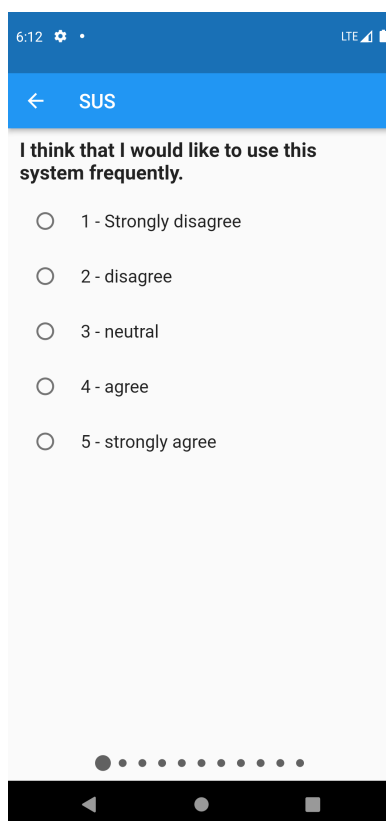 6:12 LTE
SUS
I think that I would like to use this
system frequently.
1 - Strongly disagree
2 - disagree
3 - neutral
4 - agree
5 - strongly agree